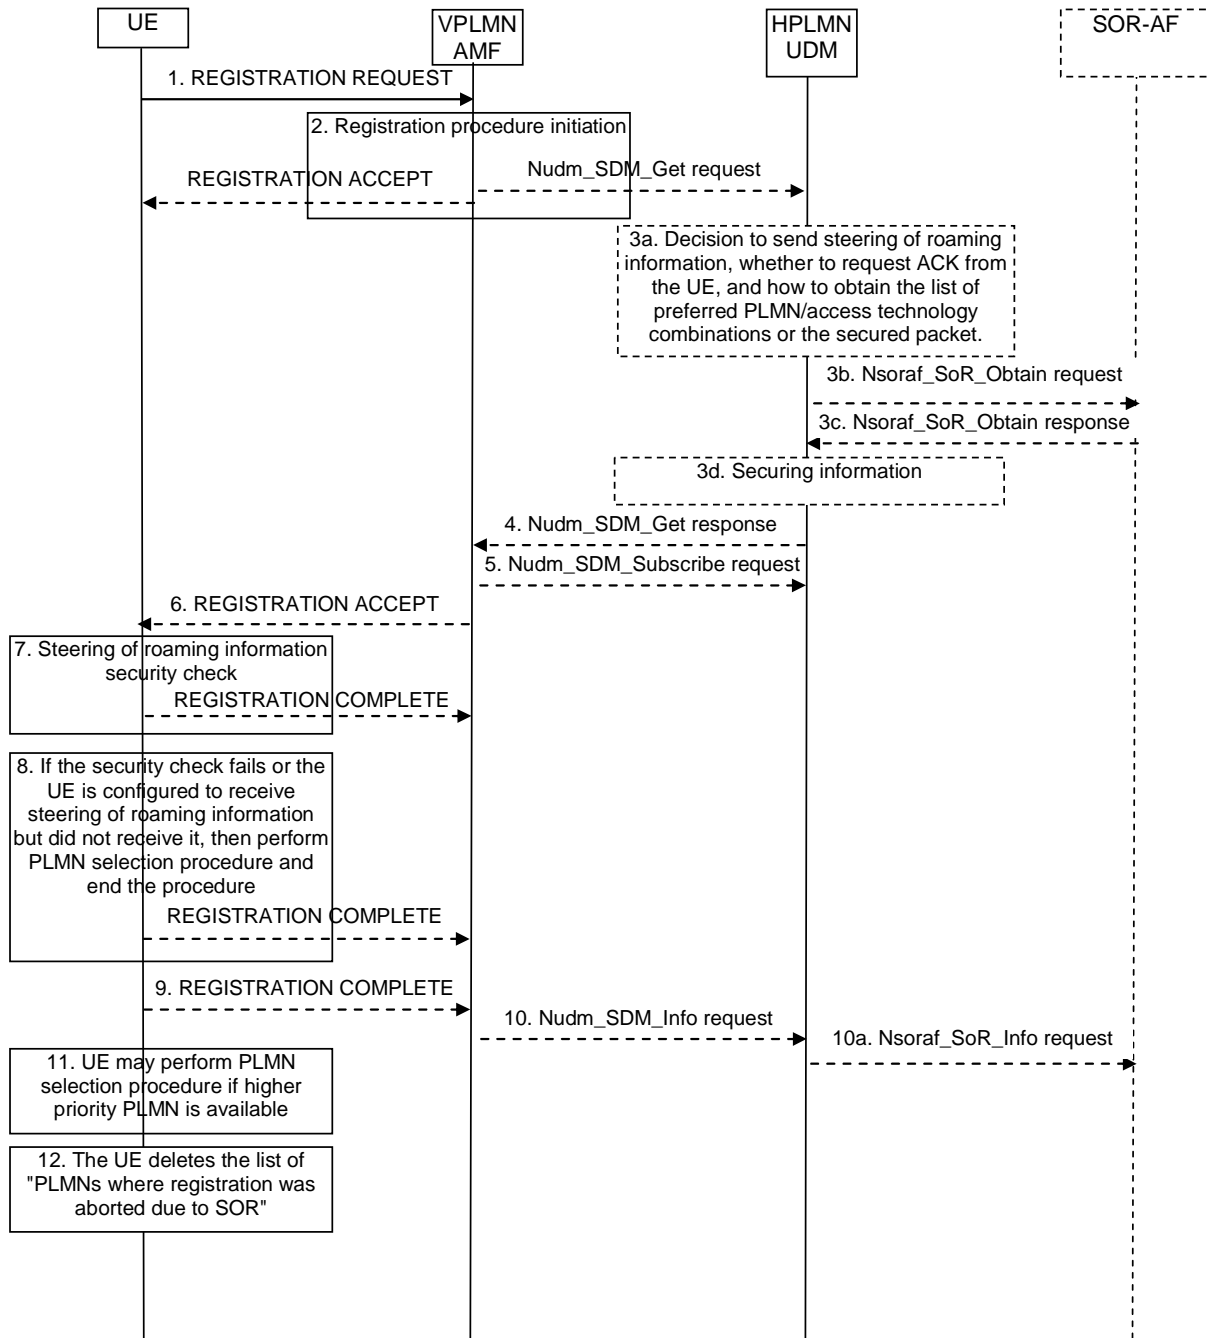 UE
VPLMN
AMF
HPLMN
UDM
SOR-AF
1. REGISTRATION REQUEST
2. Registration procedure initiation
Nudm_SDM_Get request
REGISTRATION ACCEPT
3a. Decision to send steering of roaming
information, whether to request ACK from
the UE, and how to obtain the list of
preferred PLMN/access technology
combinations or the secured packet.
3b. Nsoraf_SoR_Obtain request
3c. Nsoraf_SoR_Obtain response
3d. Securing information
4. Nudm_SDM_Get response
5. Nudm_SDM_Subscribe request
6. REGISTRATION ACCEPT
7. Steering of roaming information
security check
REGISTRATION COMPLETE
8. If the security check fails or the
UE is configured to receive
steering of roaming information
but did not receive it, then perform
PLMN selection procedure and
end the procedure
REGISTRATION COMPLETE
9. REGISTRATION COMPLETE
10. Nudm_SDM_Info request
10a. Nsoraf_SoR_Info request
11. UE may perform PLMN
selection procedure if higher
priority PLMN is available
12. The UE deletes the list of
"PLMNs where registration was
aborted due to SOR"